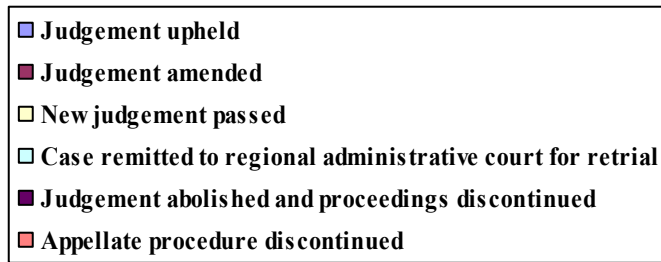 Judgement upheld
Judgement amended
New judgement passed
Case remitted to regional administrative court for retrial
Judgement abolished and proceedings discontinued
Appellate procedure discontinued